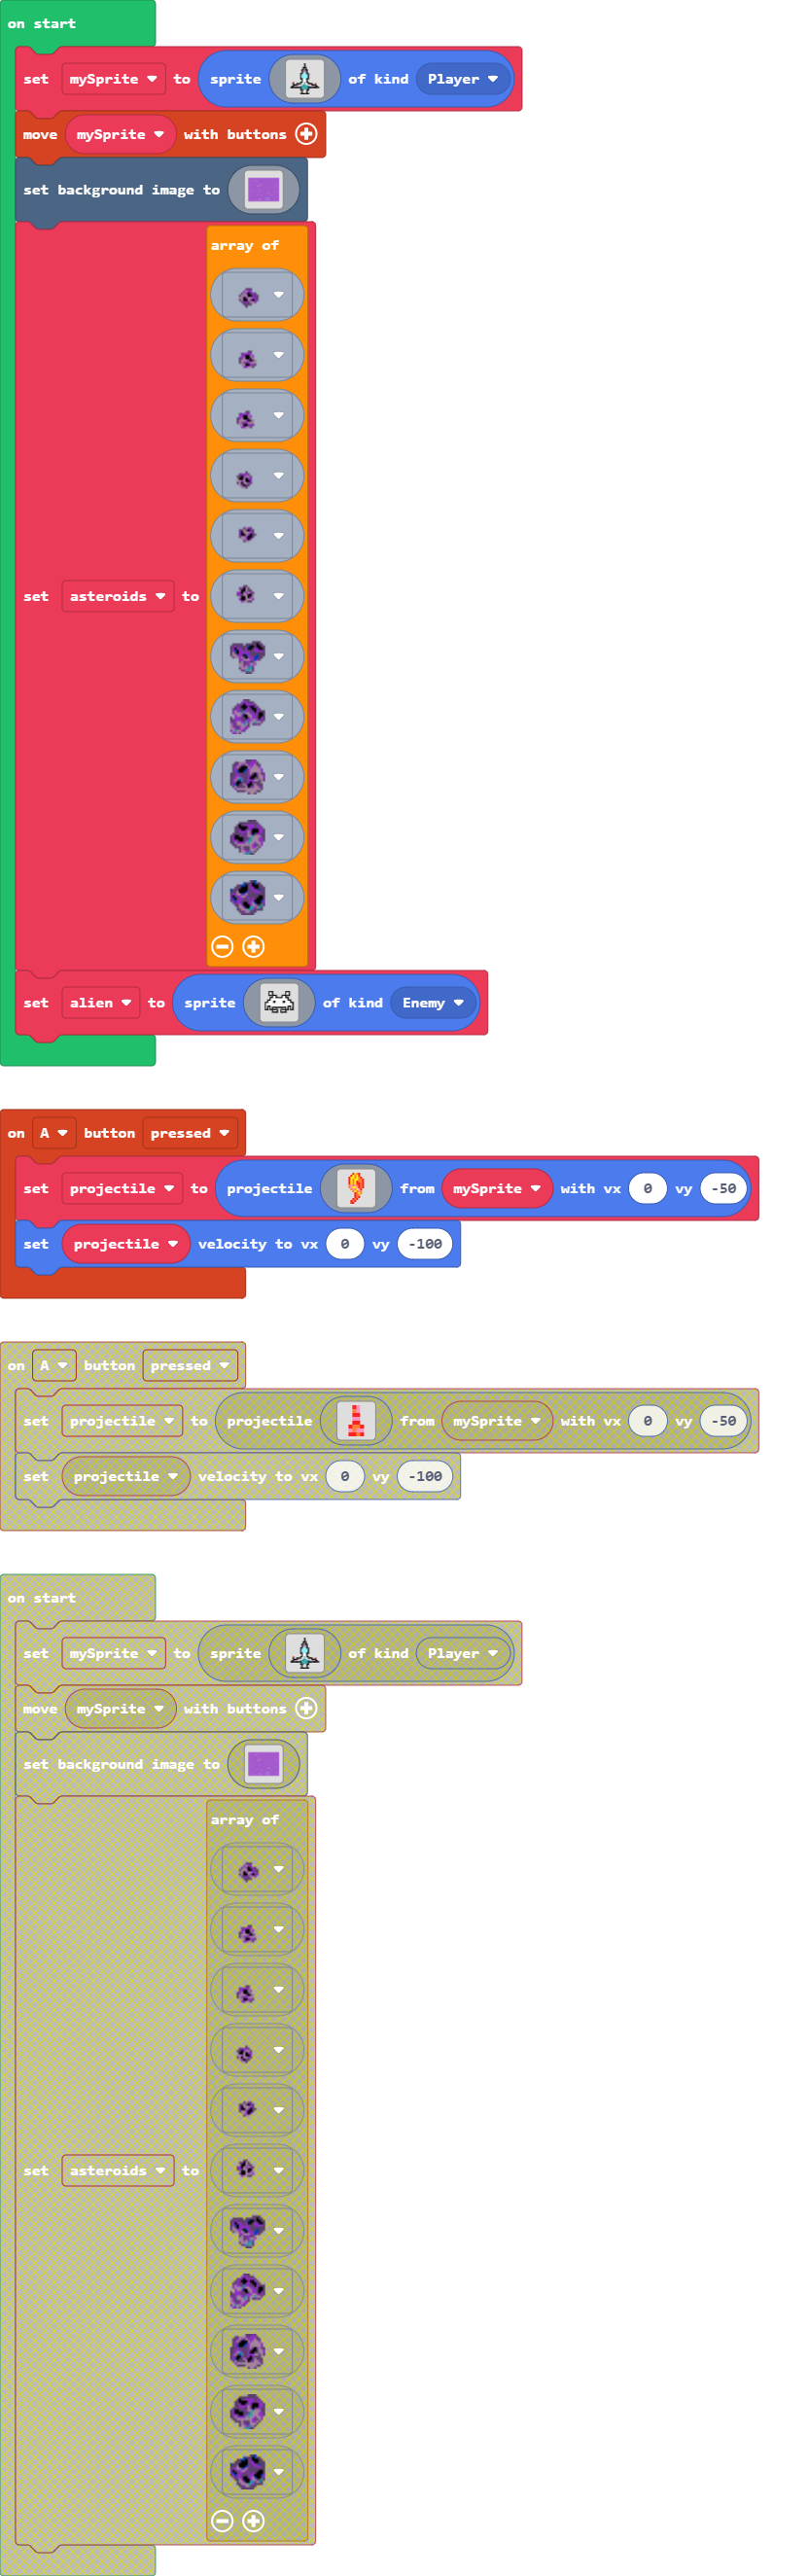 on start
set mySprite to sprite of kind Player
move mySprite with buttons
set background image to
array of
set asteroids to
set alien to sprite of kind Enemy
on A button pressed
set projectile to projectile from mySprite with vx 0 vy -50
set projectile velocity to vx 0 vy -100
on A button pressed
set projectile to projectile from mySprite with vx 0 vy -50
set projectile velocity to vx 0 vy -100
on start
set mySprite to sprite of kind Player
move mySprite with buttons
set background image to
array of
set asteroids to